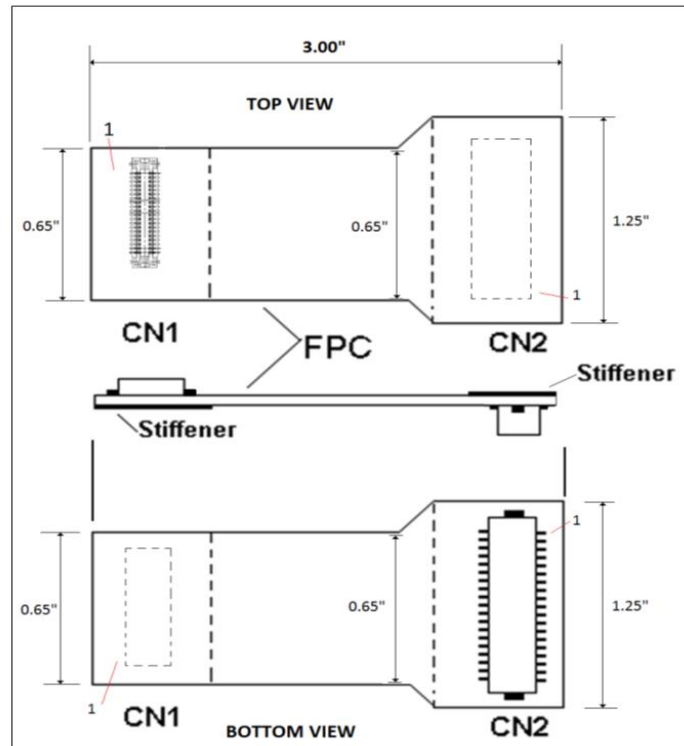 3.00"
TOP VIEW
1
0.65"
0.65"
1.25"
1
CN1
FPC
CN2
Stiffener
Stiffener
1
0.65"
0.65"
1.25"
1
CN1
BOTTOM VIEW
CN2